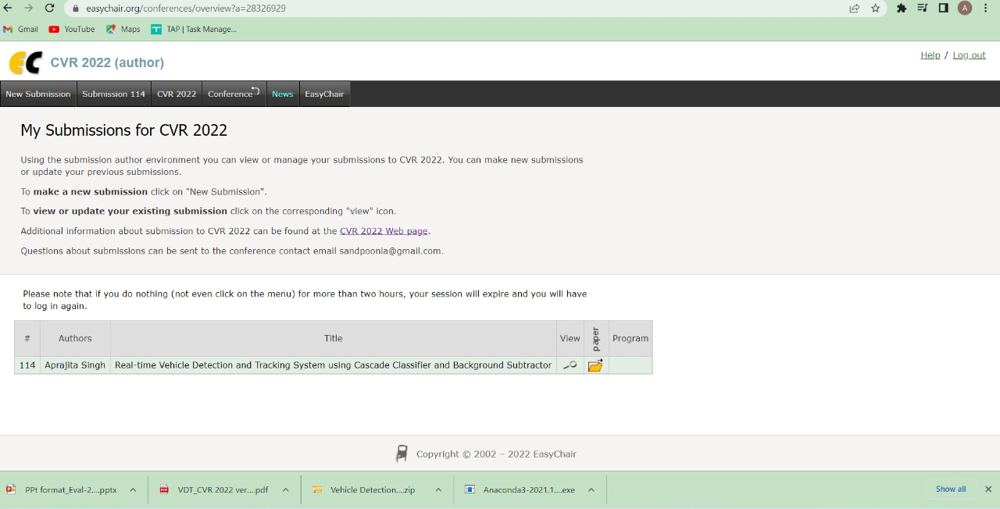 easychair.org/conferences/overview?a=28326929
A
Gmail YouTube Maps TAP | Task Manage...
EC CVR 2022 (author)
Help / Log out
New Submission Submission 114 CVR 2022 Conference News EasyChair
My Submissions for CVR 2022
Using the submission author environment you can view or manage your submissions to CVR 2022. You can make new submissions
or update your previous submissions.
To make a new submission click on "New Submission".
To view or update your existing submission click on the corresponding "view" icon.
Additional information about submission to CVR 2022 can be found at the CVR 2022 Web page.
Questions about submissions can be sent to the conference contact email sandpoonia@gmail.com.
Please note that if you do nothing (not even click on the menu) for more than two hours, your session will expire and you will have
to log in again.
# Authors Title View paper Program
114 Aprajita Singh Real-time Vehicle Detection and Tracking System using Cascade Classifier and Background Subtractor
Copyright © 2002 – 2022 EasyChair
PPt format_Eval-2....pptx VDT_CVR 2022 ver....pdf Vehicle Detection....zip Anaconda3-2021.1....exe Show all